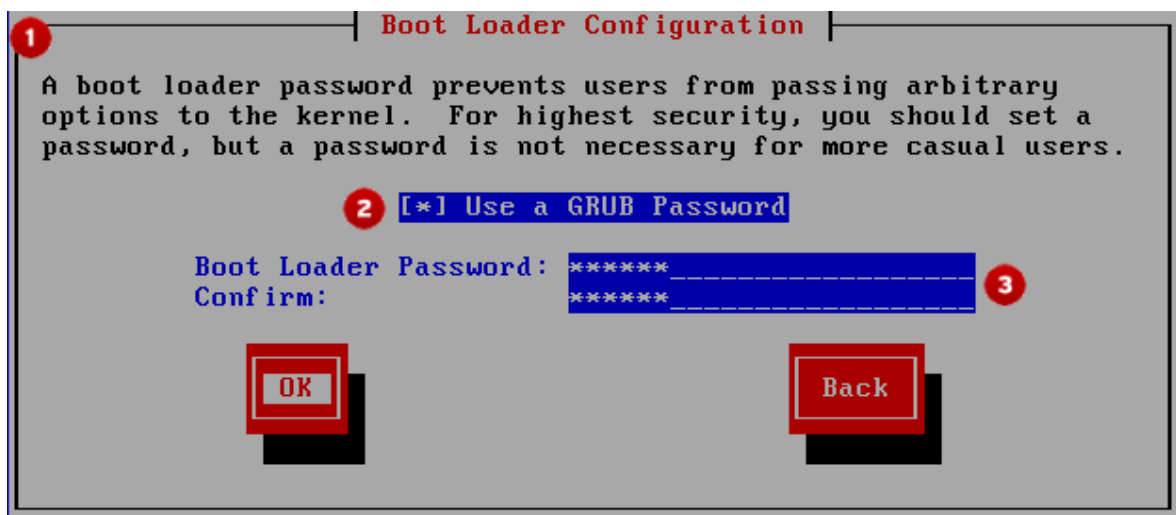 1
Boot Loader Configuration
A boot loader password prevents users from passing arbitrary
options to the kernel.  For highest security, you should set a
password, but a password is not necessary for more casual users.
2 [*] Use a GRUB Password
Boot Loader Password: ******___________________
Confirm: ******___________________
3
OK Back